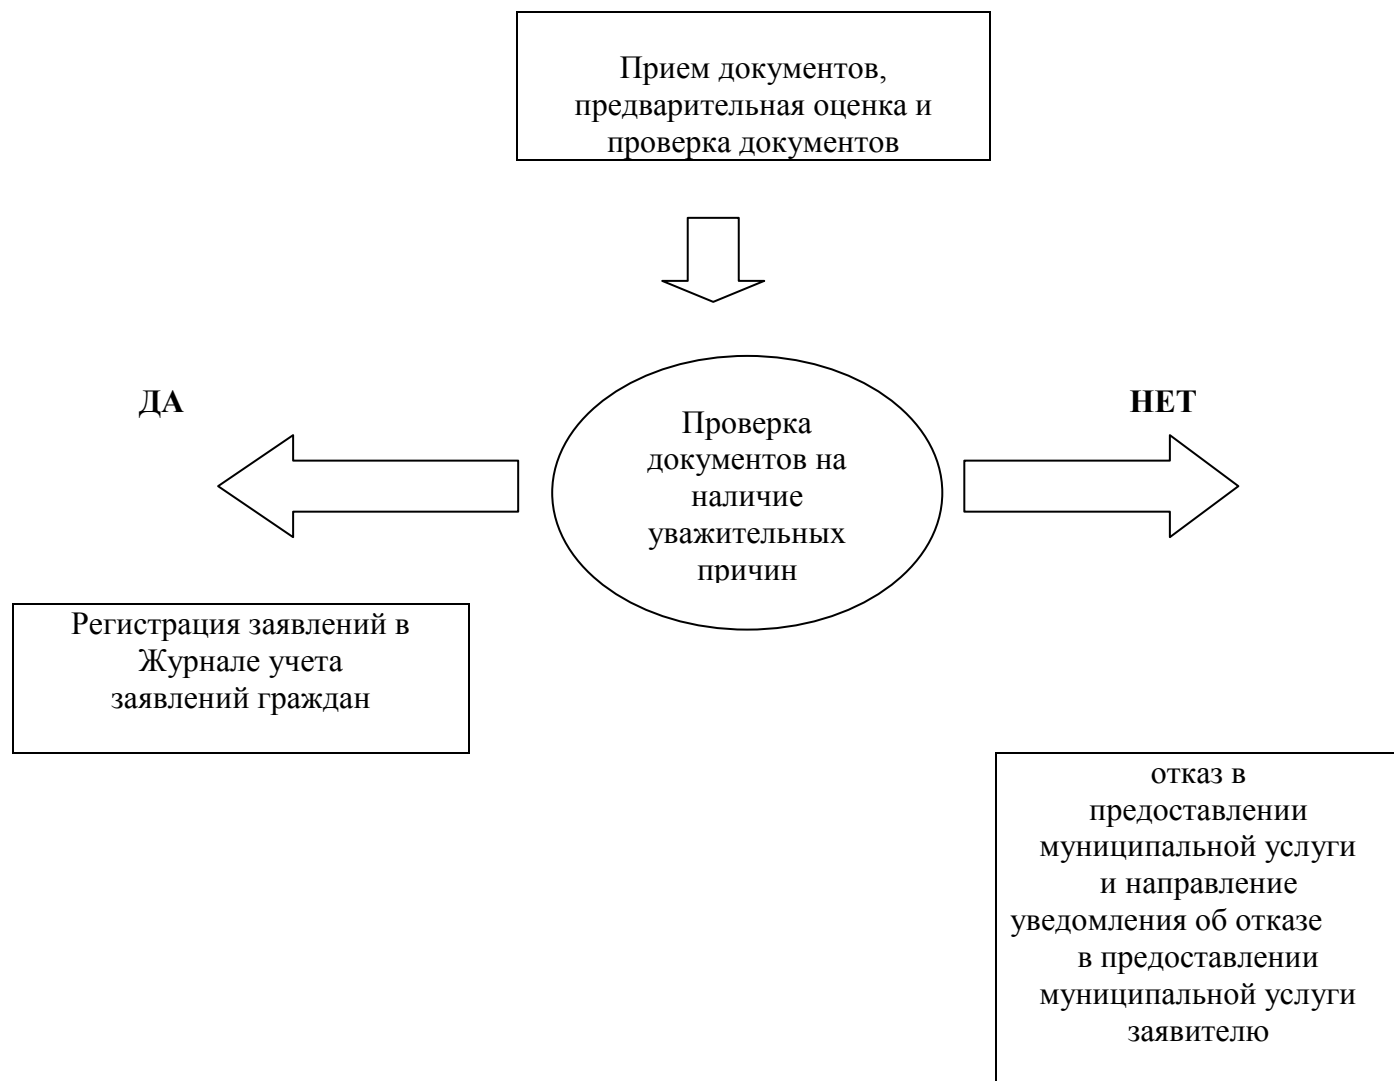 Прием документов,
предварительная оценка и
проверка документов
ДА
НЕТ
Проверка
документов на
наличие
уважительных
причин
Регистрация заявлений в
Журнале учета
заявлений граждан
отказ в
предоставлении
муниципальной услуги
и направление
уведомления об отказе
в предоставлении
муниципальной услуги
заявителю